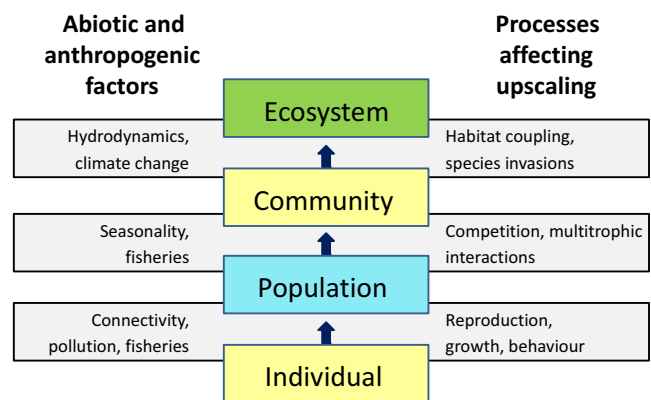 Abiotic and
anthropogenic
factors
Processes
affecting
upscaling
Ecosystem
Hydrodynamics,
climate change
Habitat coupling,
species invasions
Community
Seasonality,
fisheries
Competition, multitrophic
interactions
Population
Connectivity,
pollution, fisheries
Reproduction,
growth, behaviour
Individual